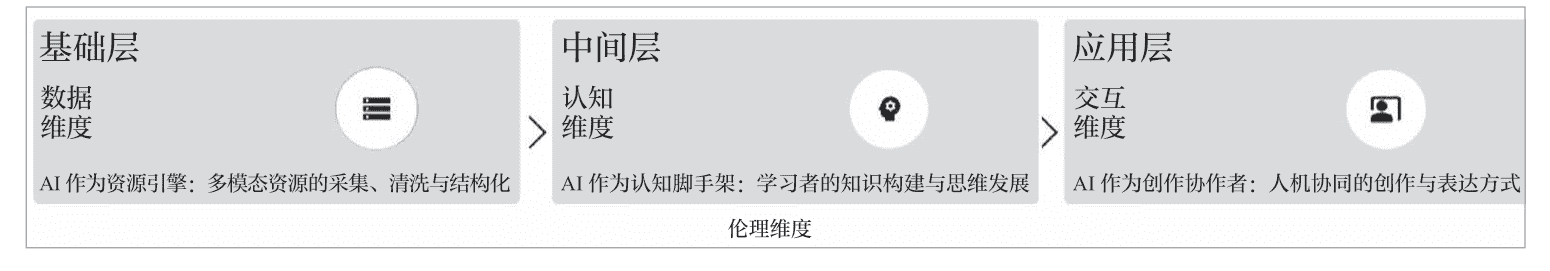 基础层
数据
维度
AI 作为资源引擎：多模态资源的采集、清洗与结构化
中间层
认知
维度
AI 作为认知脚手架：学习者的知识构建与思维发展
应用层
交互
维度
AI 作为创作协作者：人机协同的创作与表达方式
伦理维度